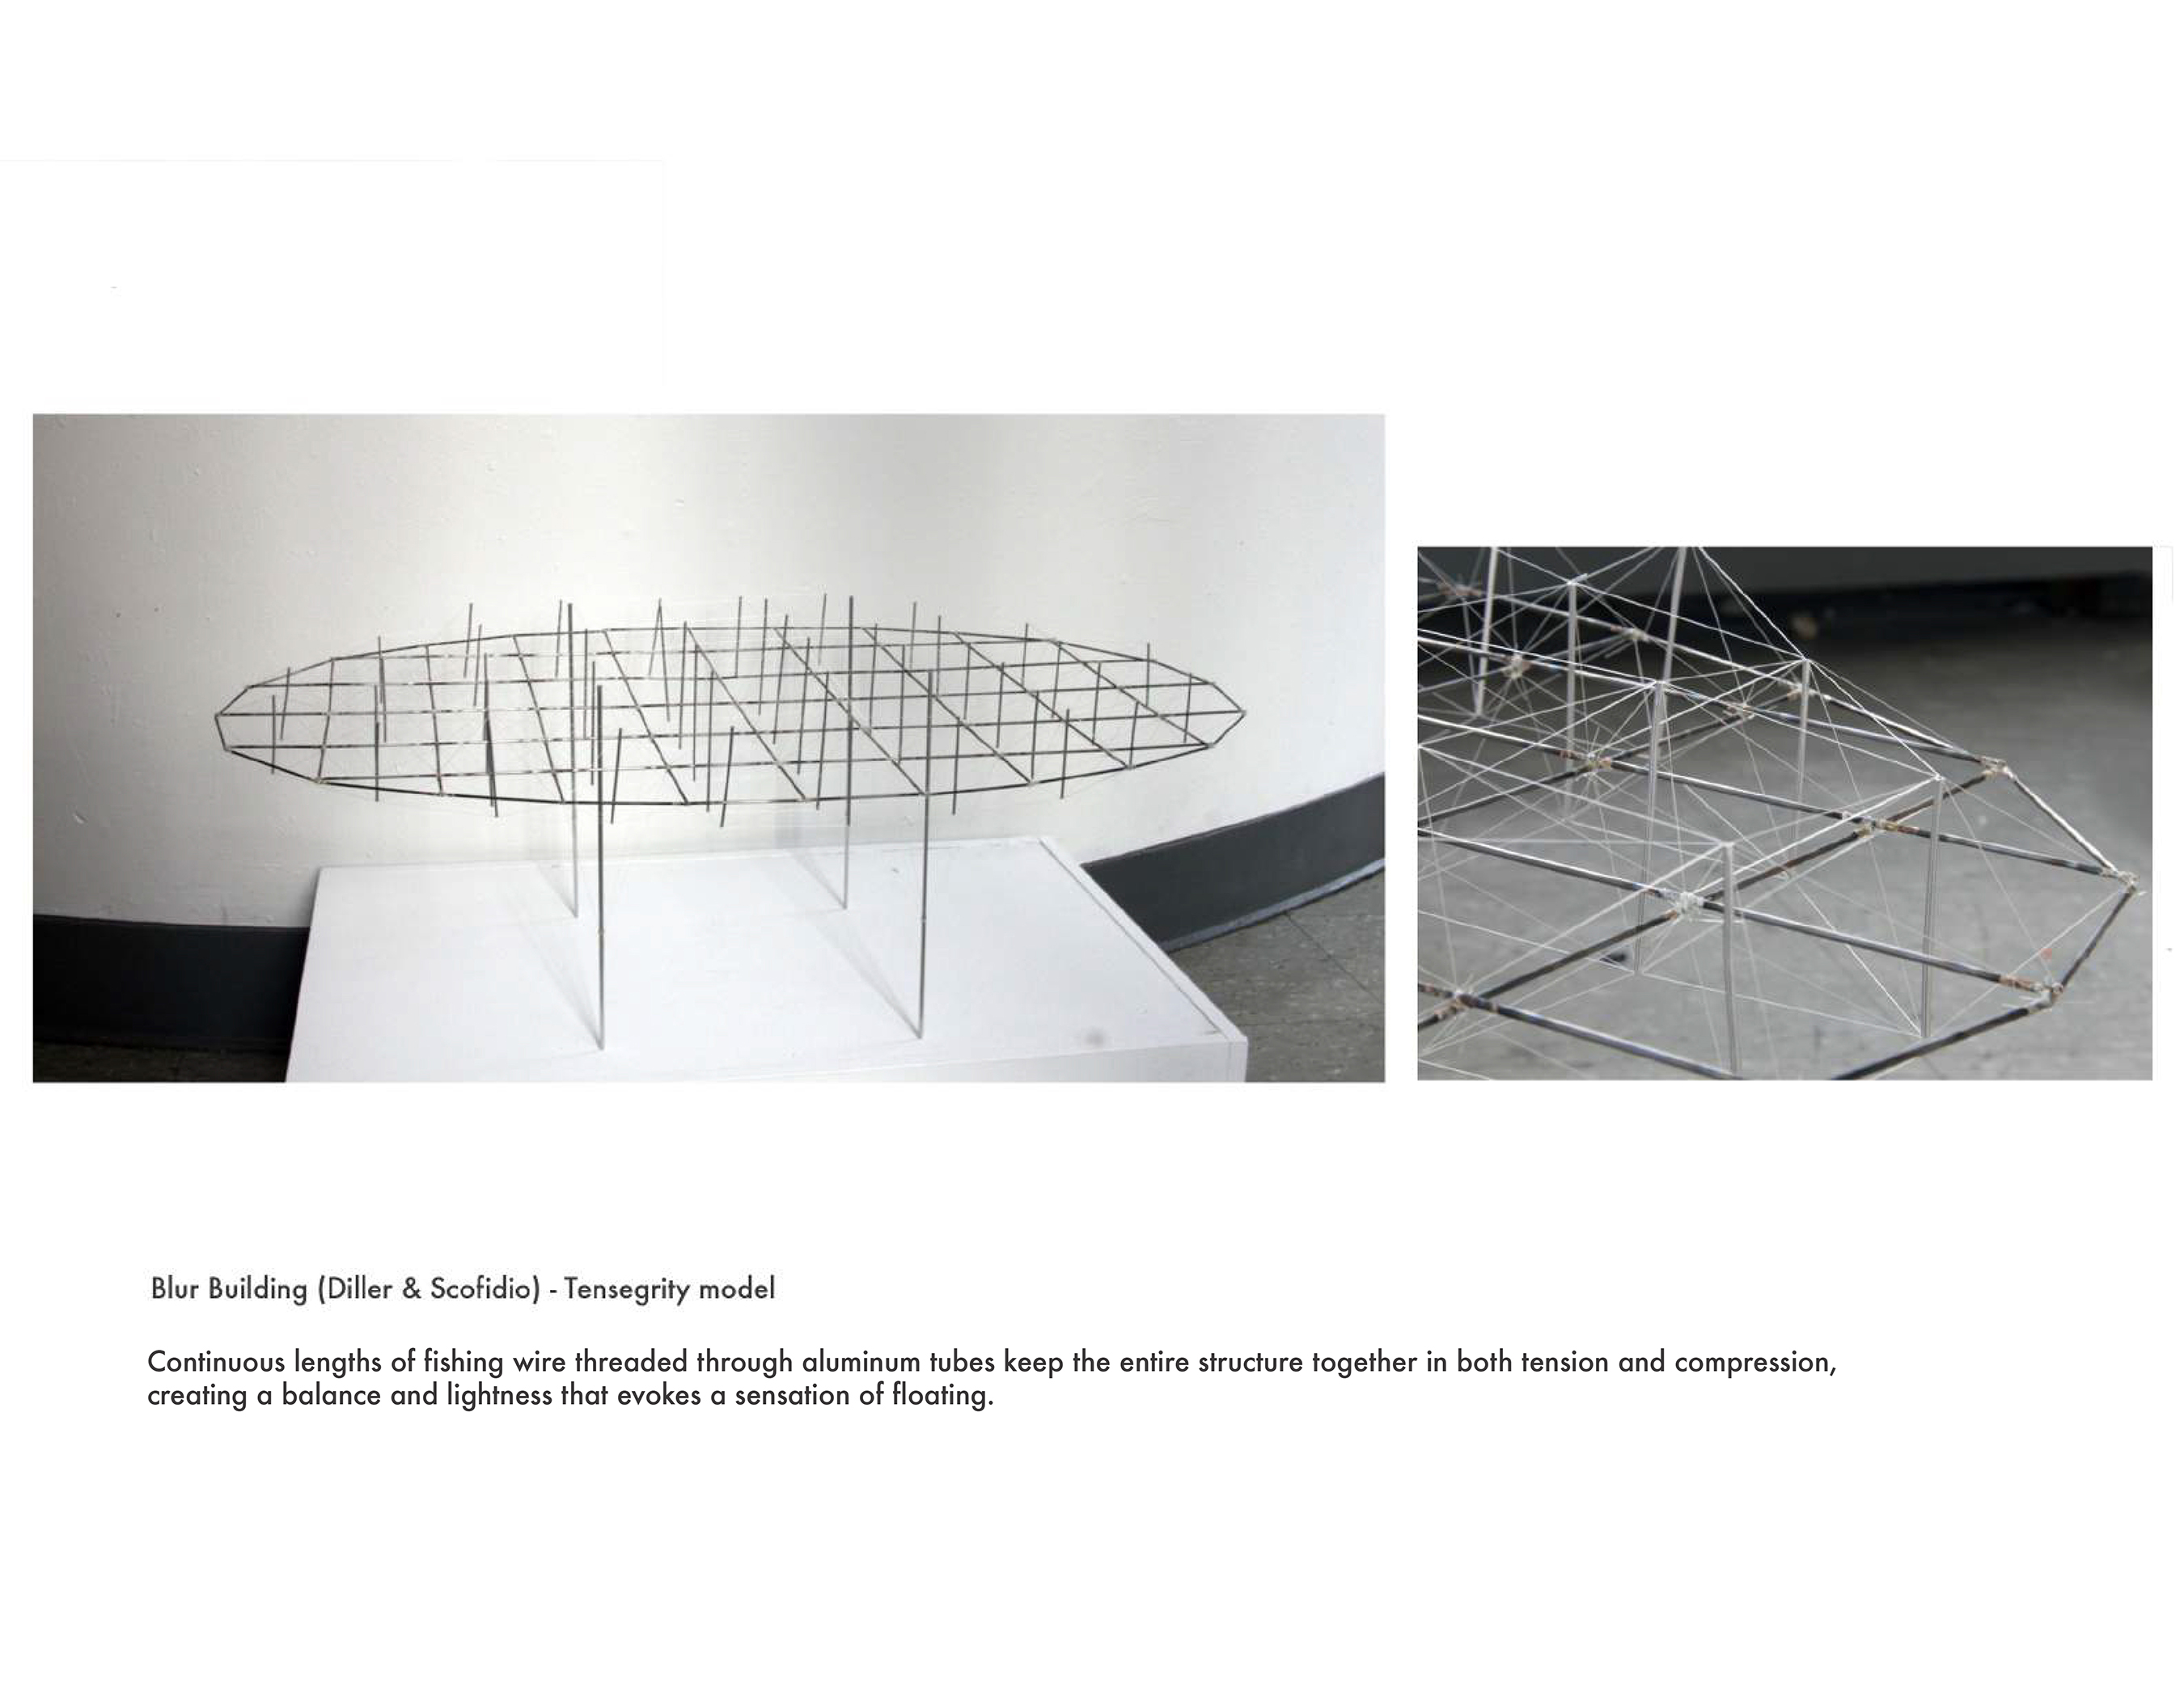 Blur Building (Diller & Scofidio) - Tensegrity model
Continuous lengths of fishing wire threaded through aluminum tubes keep the entire structure together in both tension and compression,
creating a balance and lightness that evokes a sensation of floating.